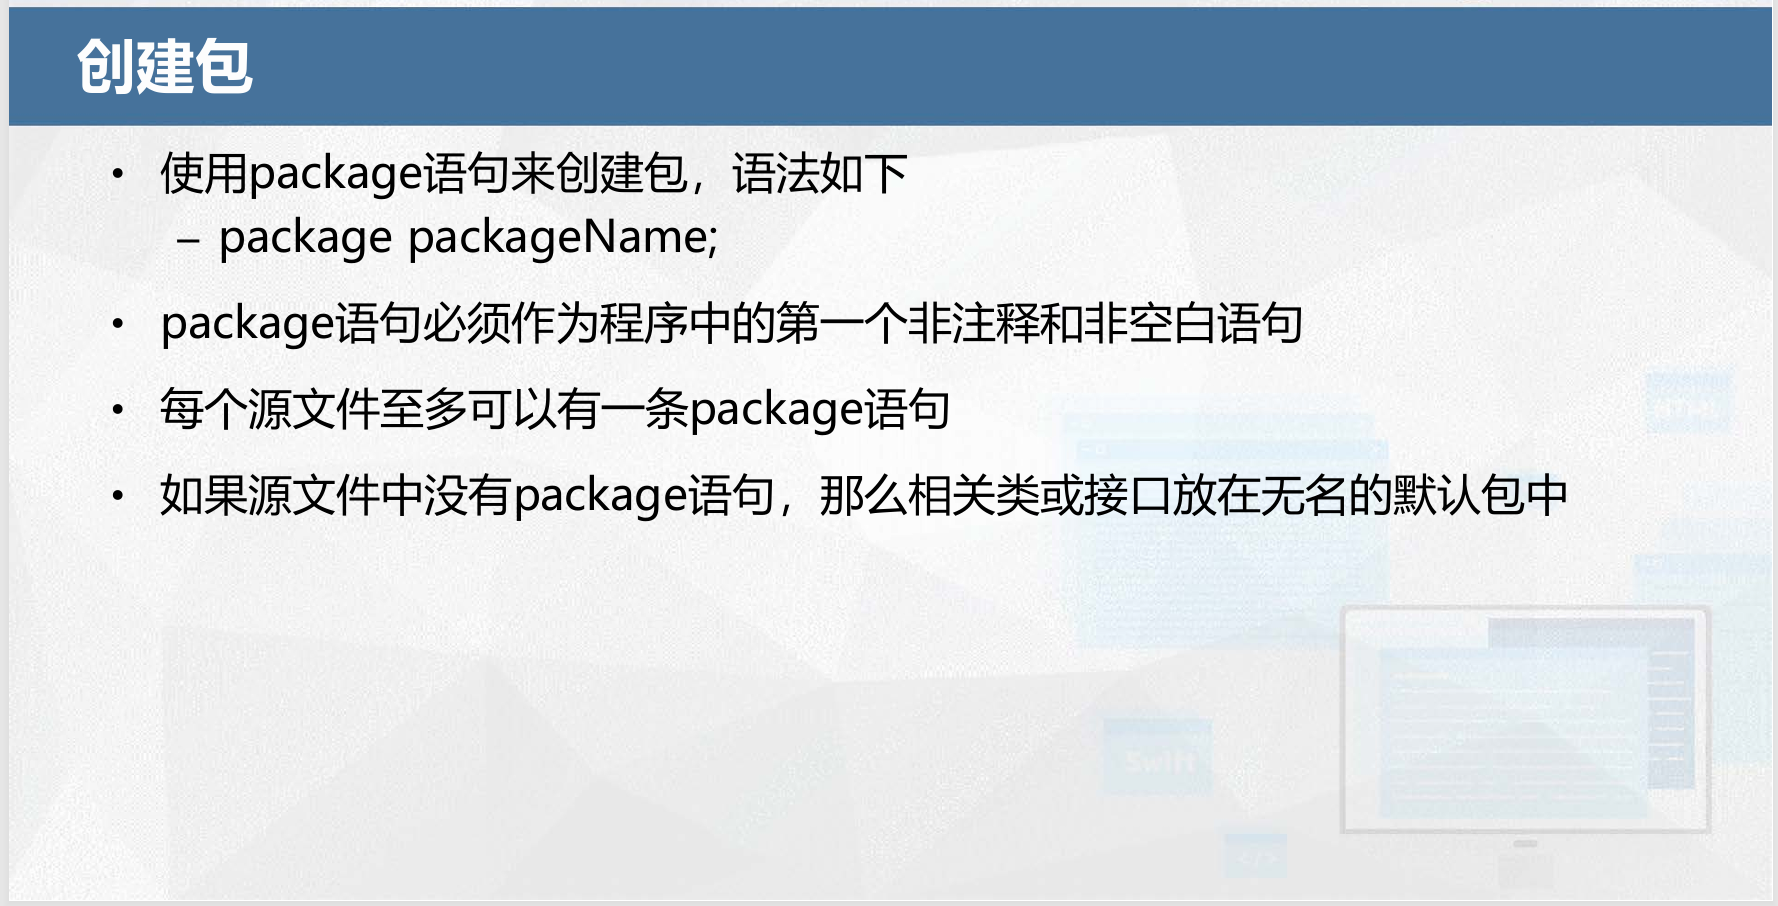 创建包
• 使用package语句来创建包，语法如下
– package packageName;
• package语句必须作为程序中的第一个非注释和非空白语句
• 每个源文件至多可以有一条package语句
• 如果源文件中没有package语句，那么相关类或接口放在无名的默认包中
HTML
Swift
</>